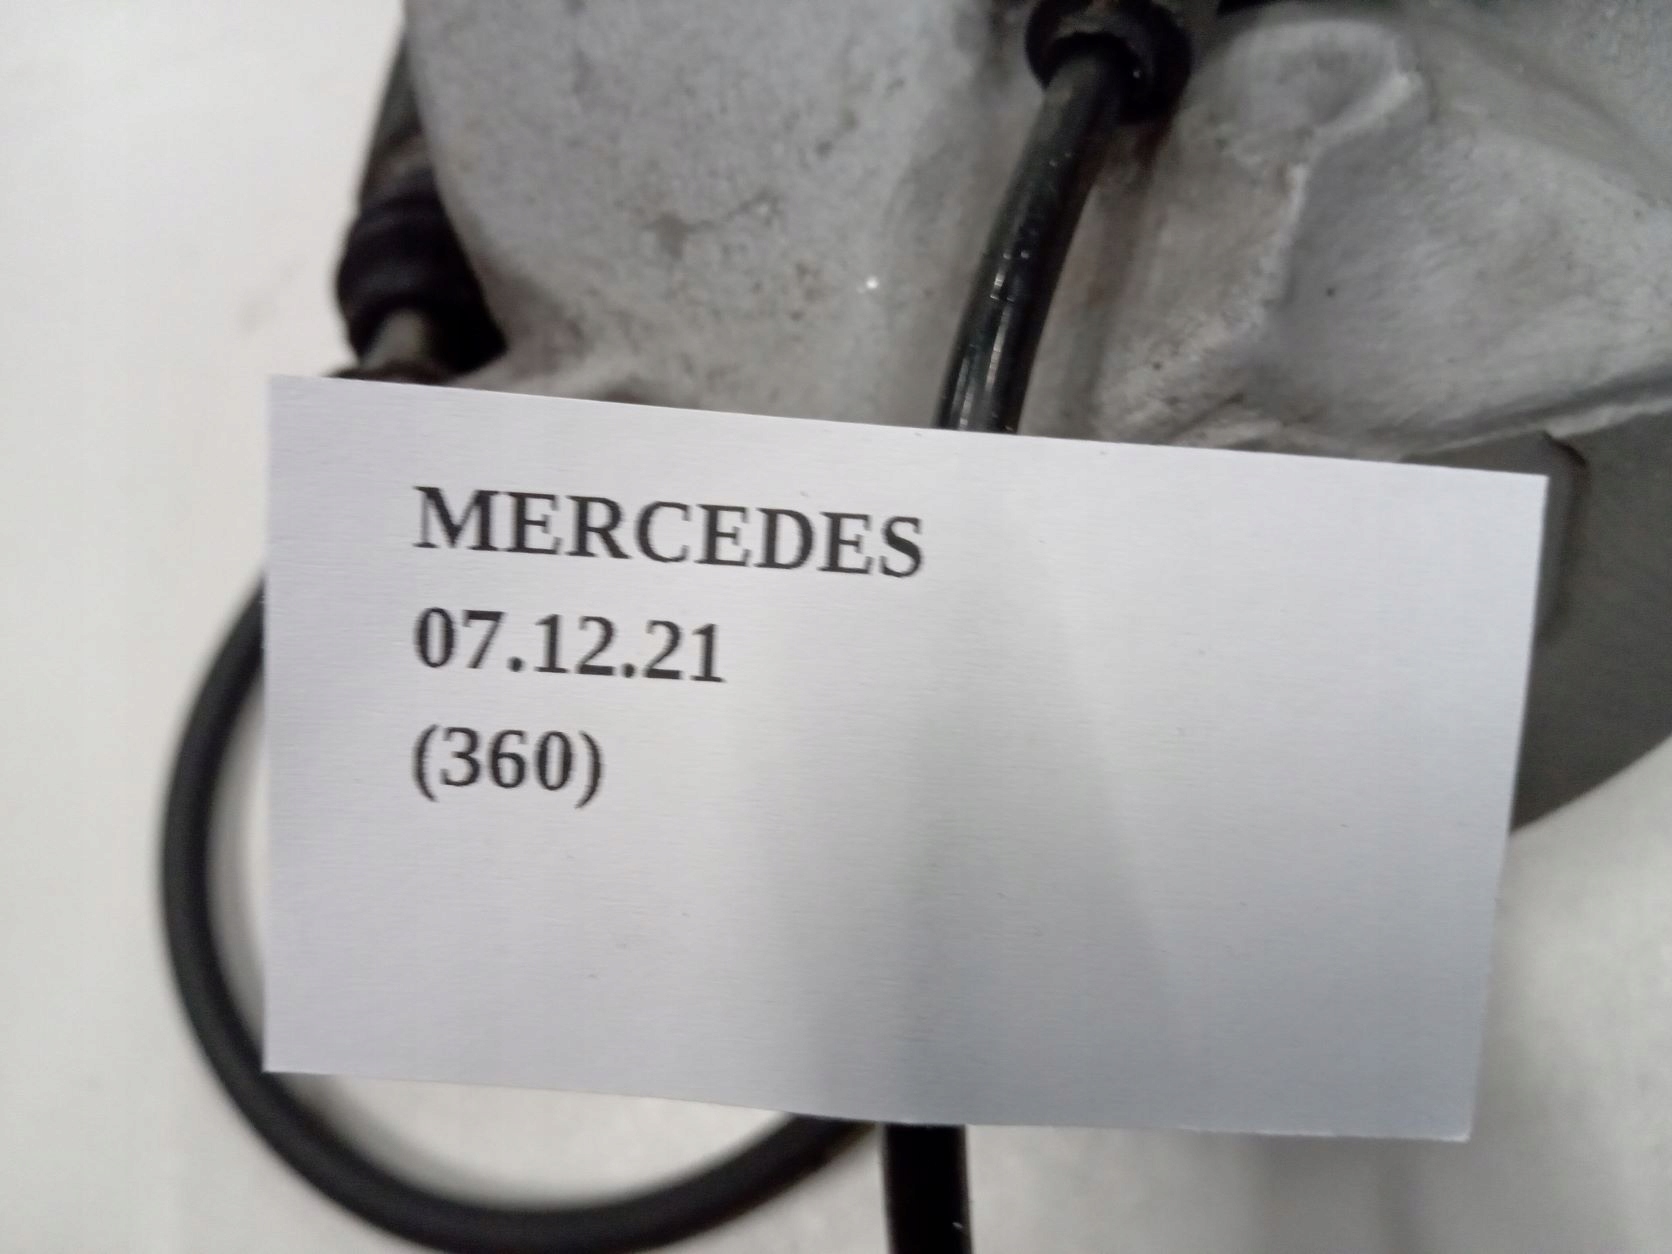 MERCEDES
07.12.21
(360)